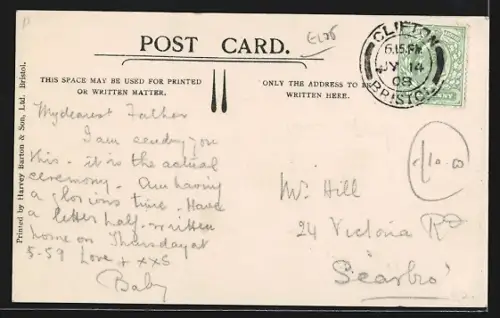 POST CARD.
E695
CLIFTON
6.15.PM
JY 14
08
BRISTOL
THIS SPACE MAY BE USED FOR PRINTED
OR WRITTEN MATTER.
ONLY THE ADDRESS TO BE
WRITTEN HERE.
Printed by Harvey Barton & Son, Ltd. Bristol.
My dearest Father
I am sending you
this - it is the actual
ceremony. Am having
a glorious time. Have
a letter half-written
home on Thursday at
5-59 Love + xxs
Baby
Mr. Hill
24 Victoria Rd
Scarbro'
£10.00